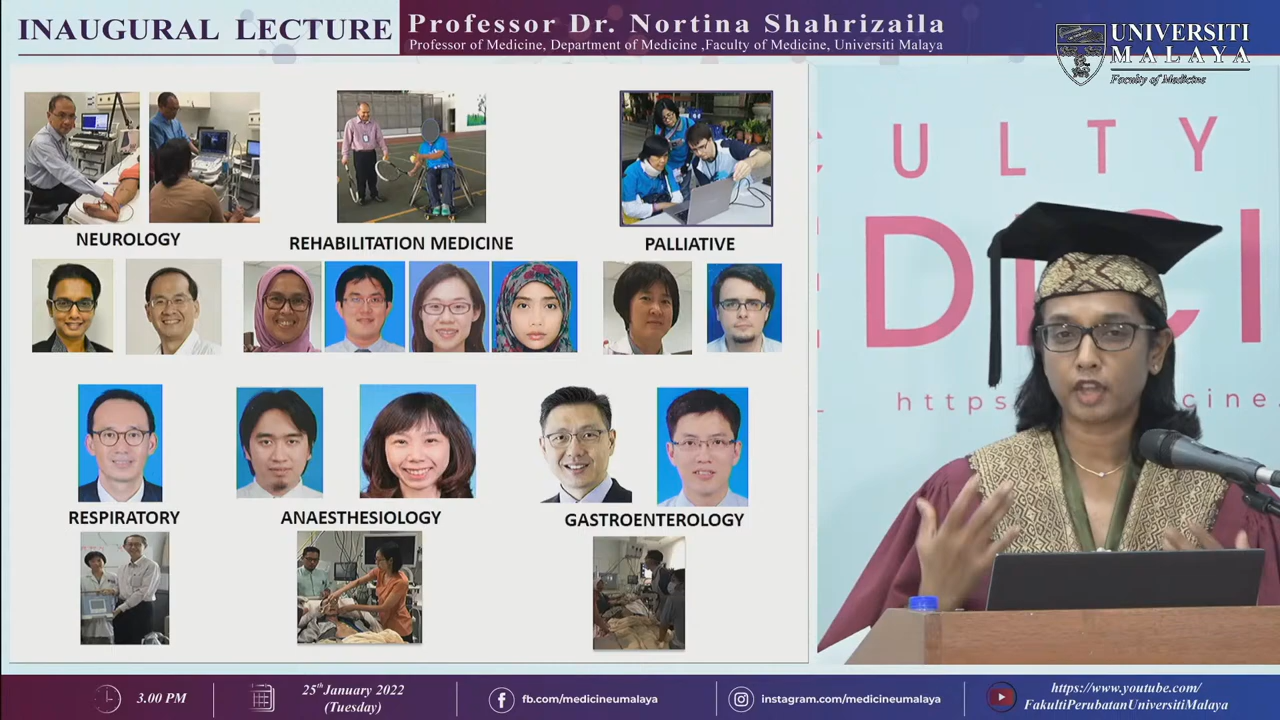 INAUGURAL LECTURE
Professor Dr. Nortina Shahrizaila
Professor of Medicine, Department of Medicine ,Faculty of Medicine, Universiti Malaya
UNIVERSITI
MALAYA
Faculty of Medicine
NEUROLOGY
REHABILITATION MEDICINE
PALLIATIVE
RESPIRATORY
ANAESTHESIOLOGY
GASTROENTEROLOGY
ULTY
EDICI
https
cine.
3.00 PM
25th January 2022
(Tuesday)
fb.com/medicineumalaya
instagram.com/medicineumalaya
https://www.youtube.com/
FakultiPerubatanUniversitiMalaya